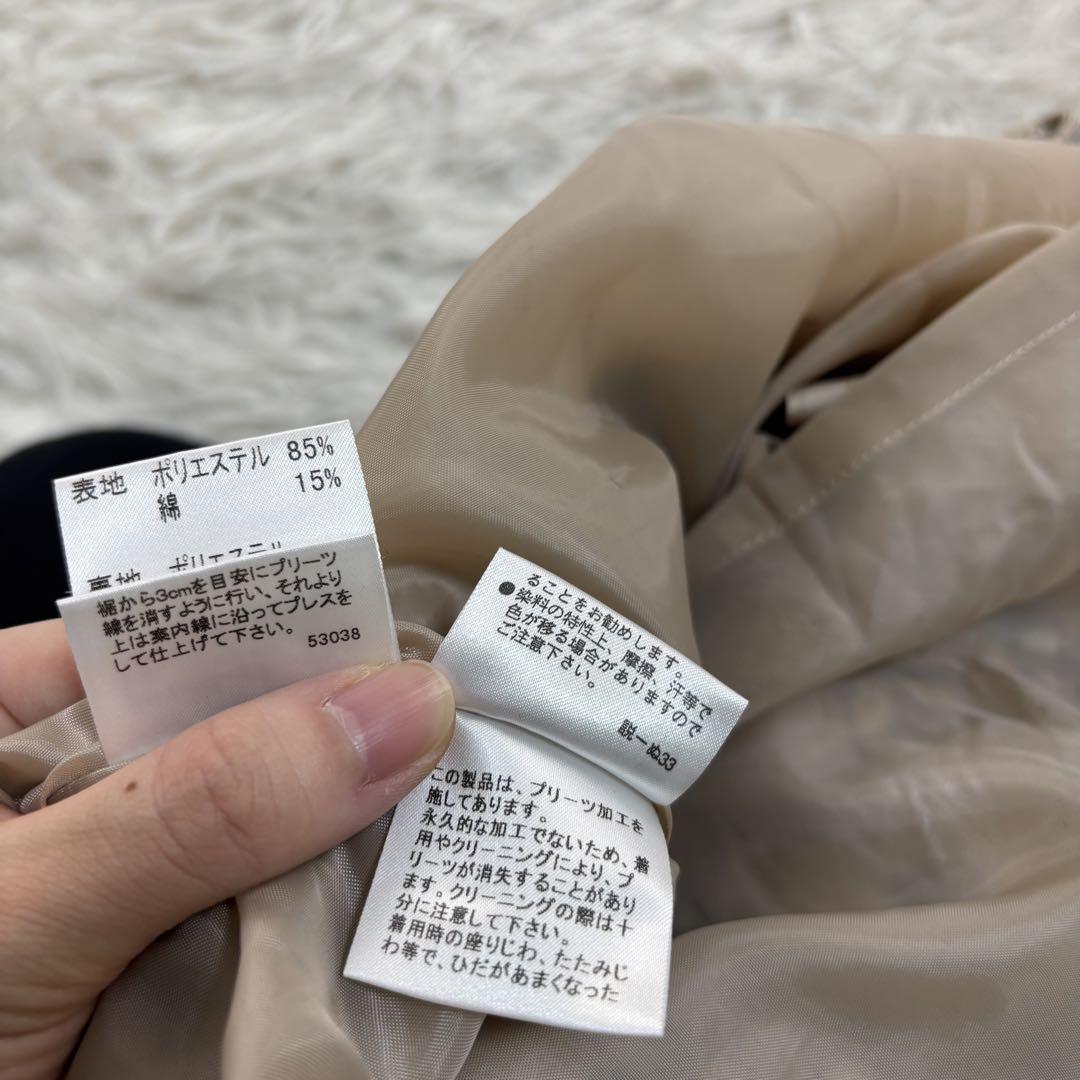 表地 ポリエステル 85%
綿 15%
表地 ポリエステル
裾から3cmを目安にプリーツ
線を消すように行い、それより
上は案内線に沿ってプレスを
して仕上げて下さい。
53038
ることをお勧めします。
●染料の特性上、摩擦、汗等で
色が移る場合がありますので
ご注意下さい。
説ーぬ33
この製品は、プリーツ加工を
施してあります。
永久的な加工でないため、着
用やクリーニングにより、プ
リーツが消失することがあり
ます。クリーニングの際は十
分に注意して下さい。
着用時の座りじわ、たたみじ
わ等で、ひだがあまくなった